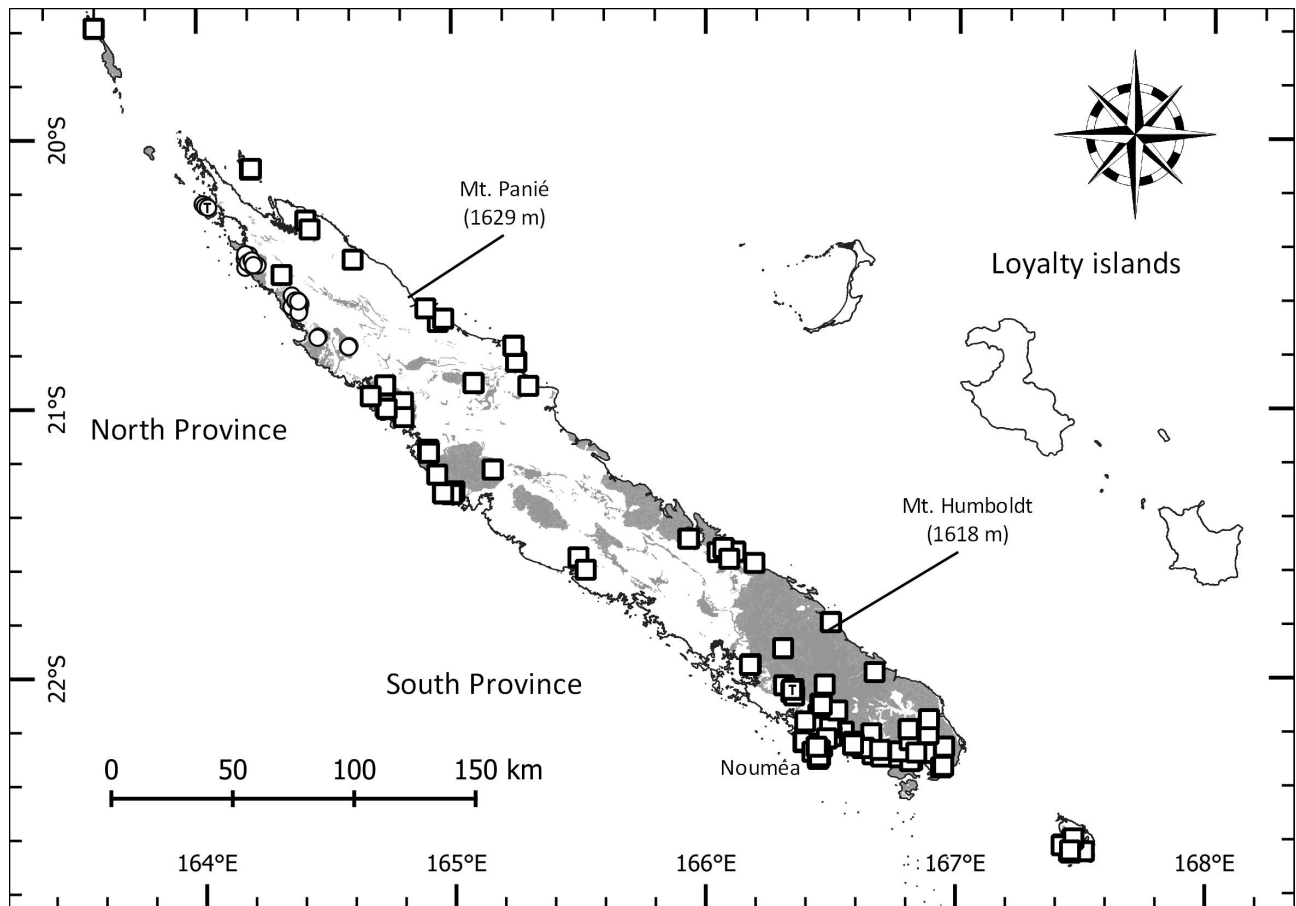 20°S
Mt. Panié
(1629 m)
T
Loyalty islands
21°S
North Province
Mt. Humboldt
(1618 m)
22°S
South Province
T
Nouméa
0 50 100 150 km
164°E 165°E 166°E 167°E 168°E